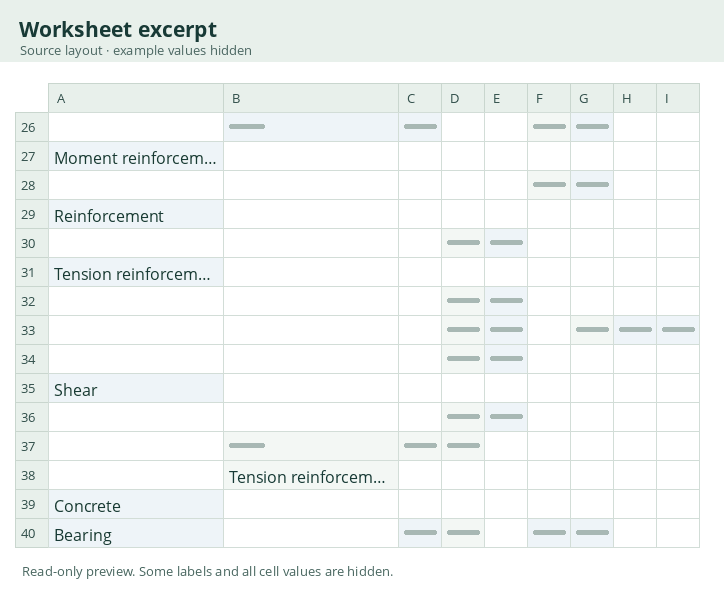 Worksheet excerpt
Source layout · example values hidden
A B C D E F G H I
26
27 Moment reinforcem...
28
29 Reinforcement
30
31 Tension reinforcem...
32
33
34
35 Shear
36
37
38 Tension reinforcem...
39 Concrete
40 Bearing
Read-only preview. Some labels and all cell values are hidden.